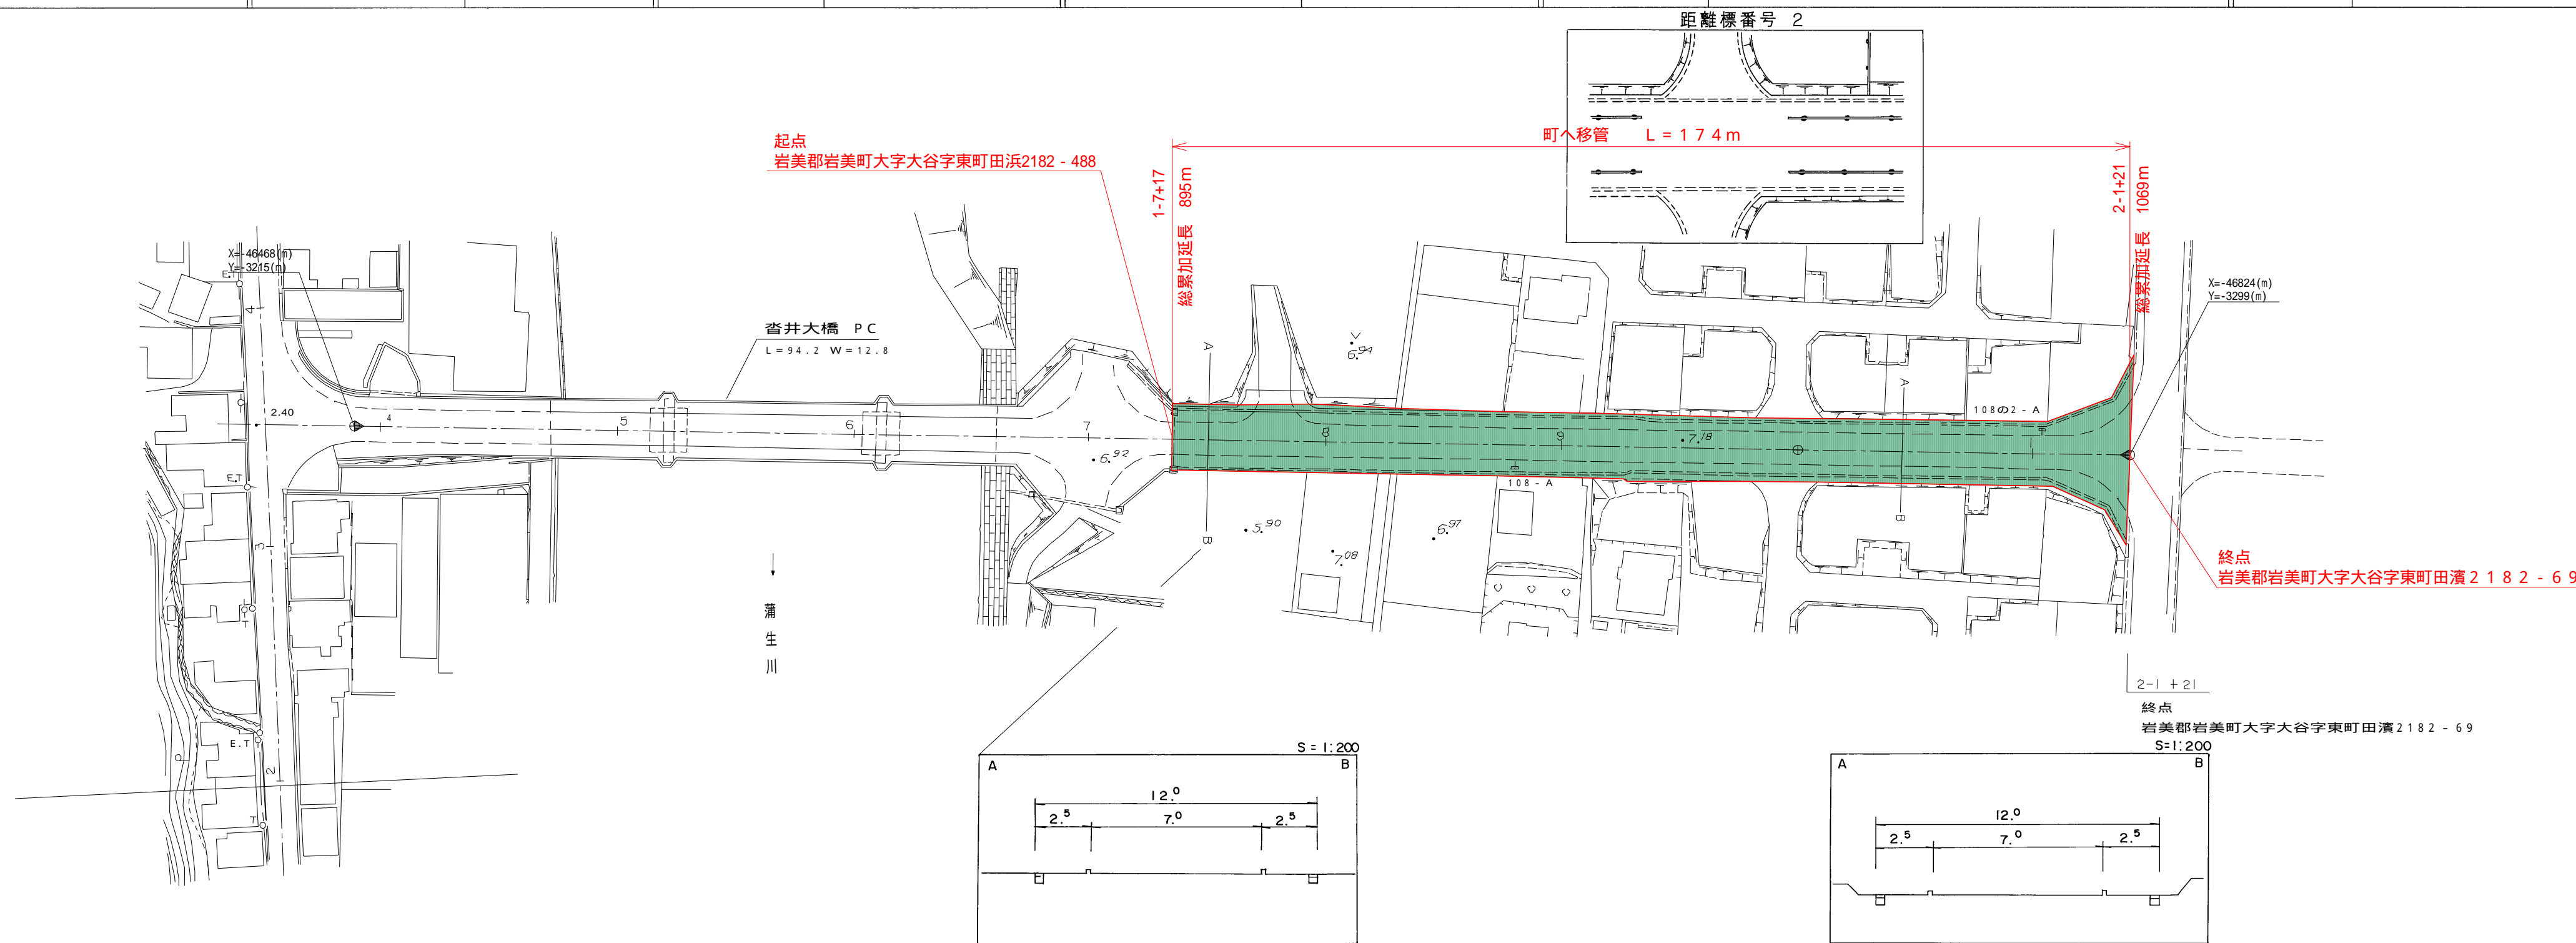 距離標番号 2
町へ移管 L=174m
起点
岩美郡岩美町大字大谷字東町田浜2182-488
1-7+17
総累加延長 895m
2-1+21
総累加延長 1069m
X=-46468(m)
Y=-3215(m)
E.T
4
沓井大橋 PC
L=94.2 W=12.8
X=-46824(m)
Y=-3299(m)
A
6.94
A
2.40
4
5
6
7
8
9
7.18
1
108の2-A
6.92
108-A
E.T
B
5.90
7.08
6.97
B
3
終点
岩美郡岩美町大字大谷字東町田濱2182-69
T
蒲生川
2-1+21
終点
岩美郡岩美町大字大谷字東町田濱2182-69
E.T
2
T
S=1:200
A
B
12.0
2.5
7.0
2.5
S=1:200
A
B
12.0
2.5
7.0
2.5